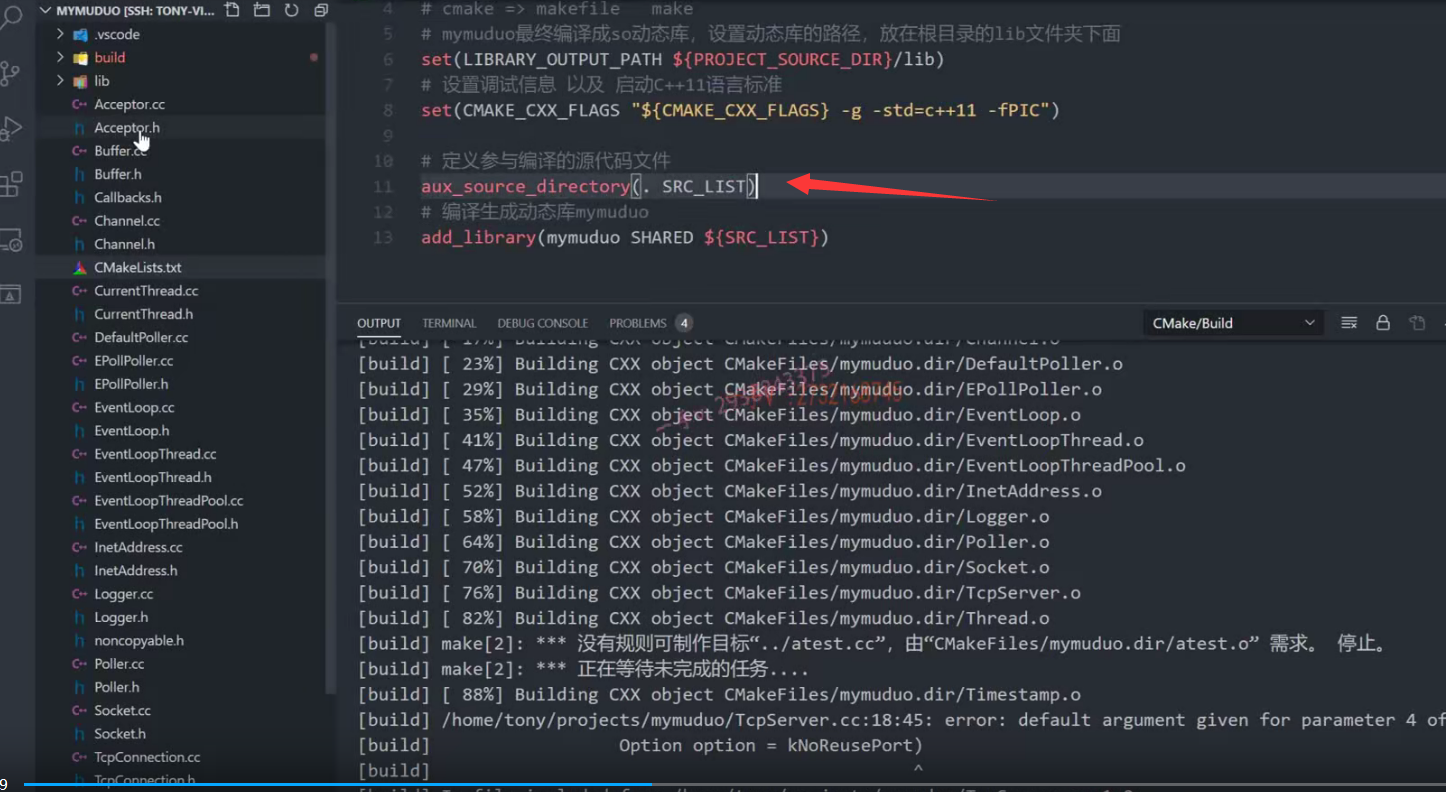 MYMUDUO [SSH: TONY-VI...
.vscode
build
lib
Acceptor.cc
Acceptor.h
Buffer.cc
Buffer.h
Callbacks.h
Channel.cc
Channel.h
CMakeLists.txt
CurrentThread.cc
CurrentThread.h
DefaultPoller.cc
EPollPoller.cc
EPollPoller.h
EventLoop.cc
EventLoop.h
EventLoopThread.cc
EventLoopThread.h
EventLoopThreadPool.cc
EventLoopThreadPool.h
InetAddress.cc
InetAddress.h
Logger.cc
Logger.h
noncopyable.h
Poller.cc
Poller.h
Socket.cc
Socket.h
TcpConnection.cc
TcpConnection.h
4 # cmake => makefile make
5 # mymuduo最终编译成so动态库，设置动态库的路径，放在根目录的lib文件夹下面
6 set(LIBRARY_OUTPUT_PATH ${PROJECT_SOURCE_DIR}/lib)
7 # 设置调试信息 以及 启动C++11语言标准
8 set(CMAKE_CXX_FLAGS "${CMAKE_CXX_FLAGS} -g -std=c++11 -fPIC")
9
10 # 定义参与编译的源代码文件
11 aux_source_directory(. SRC_LIST)
12 # 编译生成动态库mymuduo
13 add_library(mymuduo SHARED ${SRC_LIST})
OUTPUT TERMINAL DEBUG CONSOLE PROBLEMS 4 CMake/Build
[build] [ 17%] Building CXX object CMakeFiles/mymuduo.dir/Channel.o
[build] [ 23%] Building CXX object CMakeFiles/mymuduo.dir/DefaultPoller.o
[build] [ 29%] Building CXX object CMakeFiles/mymuduo.dir/EPollPoller.o
[build] [ 35%] Building CXX object CMakeFiles/mymuduo.dir/EventLoop.o
[build] [ 41%] Building CXX object CMakeFiles/mymuduo.dir/EventLoopThread.o
[build] [ 47%] Building CXX object CMakeFiles/mymuduo.dir/EventLoopThreadPool.o
[build] [ 52%] Building CXX object CMakeFiles/mymuduo.dir/InetAddress.o
[build] [ 58%] Building CXX object CMakeFiles/mymuduo.dir/Logger.o
[build] [ 64%] Building CXX object CMakeFiles/mymuduo.dir/Poller.o
[build] [ 70%] Building CXX object CMakeFiles/mymuduo.dir/Socket.o
[build] [ 76%] Building CXX object CMakeFiles/mymuduo.dir/TcpServer.o
[build] [ 82%] Building CXX object CMakeFiles/mymuduo.dir/Thread.o
[build] make[2]: *** 没有规则可制作目标“../atest.cc”，由“CMakeFiles/mymuduo.dir/atest.o” 需求。 停止。
[build] make[2]: *** 正在等待未完成的任务....
[build] [ 88%] Building CXX object CMakeFiles/mymuduo.dir/Timestamp.o
[build] /home/tony/projects/mymuduo/TcpServer.cc:18:45: error: default argument given for parameter 4 of
[build] Option option = kNoReusePort)
[build] ^
9